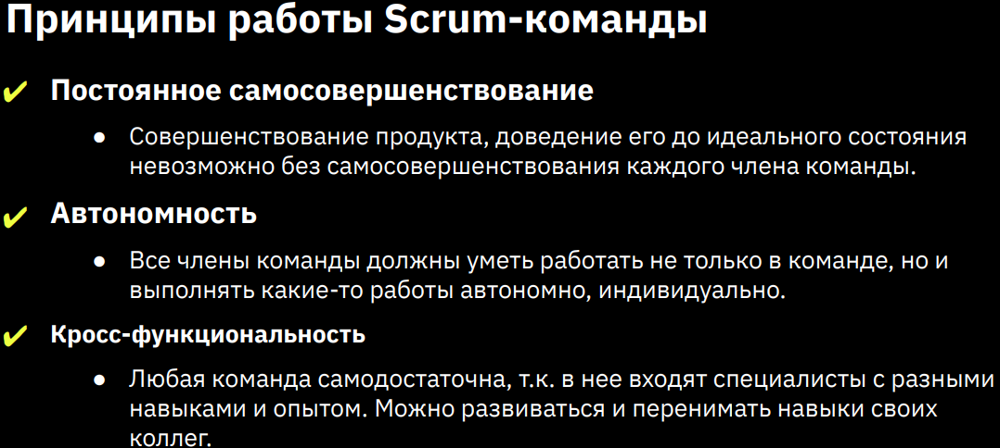 Принципы работы Scrum-команды
✔ Постоянное самосовершенствование
● Совершенствование продукта, доведение его до идеального состояния
невозможно без самосовершенствования каждого члена команды.
✔ Автономность
● Все члены команды должны уметь работать не только в команде, но и
выполнять какие-то работы автономно, индивидуально.
✔ Кросс-функциональность
● Любая команда самодостаточна, т.к. в нее входят специалисты с разными
навыками и опытом. Можно развиваться и перенимать навыки своих
коллег.